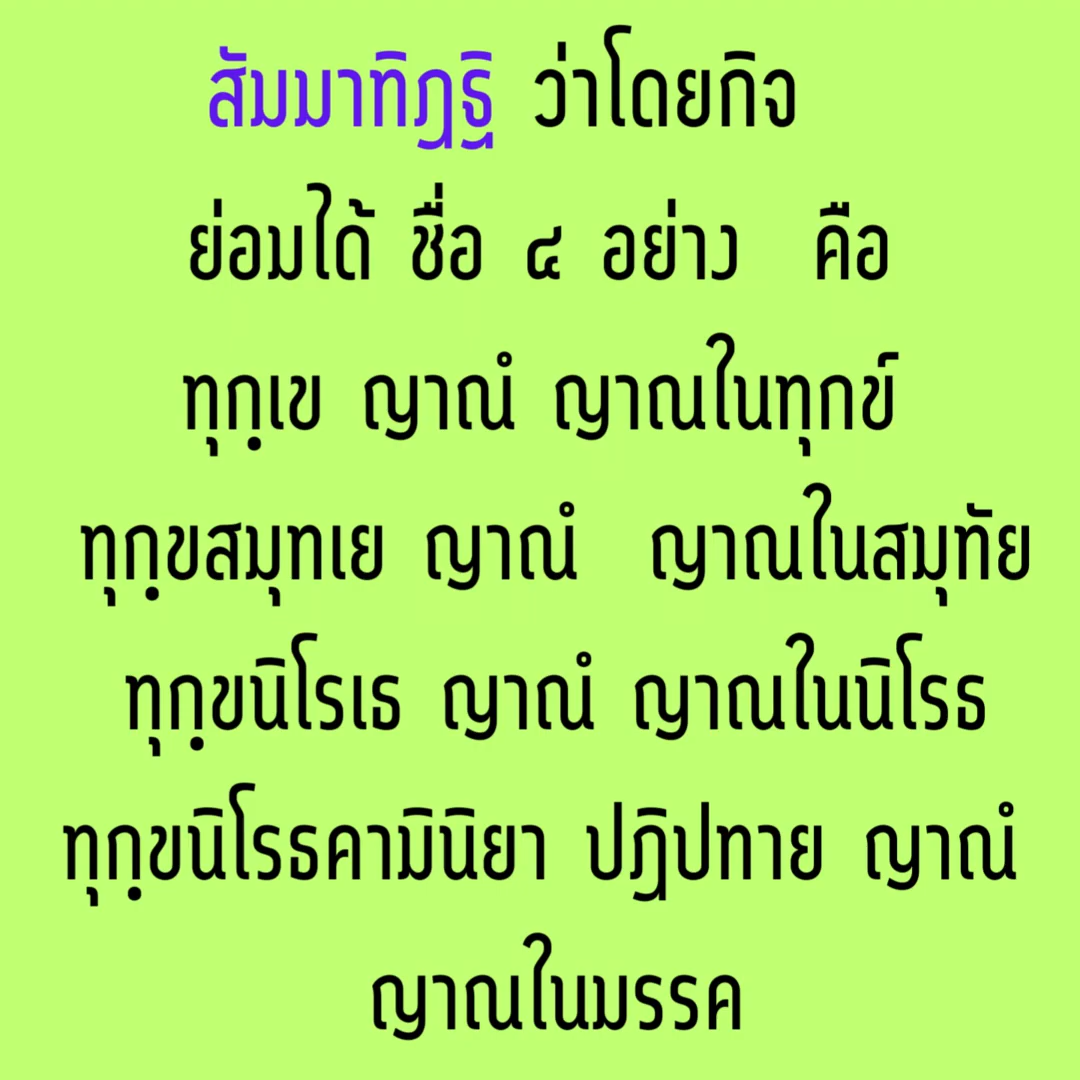 สัมมาทิฏฐิ ว่าโดยกิจ
ย่อมได้ ชื่อ ๔ อย่าง คือ
ทุกฺเข ญาณํ ญาณในทุกข์
ทุกฺขสมุทเย ญาณํ ญาณในสมุทัย
ทุกฺขนิโรเธ ญาณํ ญาณในนิโรธ
ทุกฺขนิโรธคามินิยา ปฏิปทาย ญาณํ
ญาณในมรรค